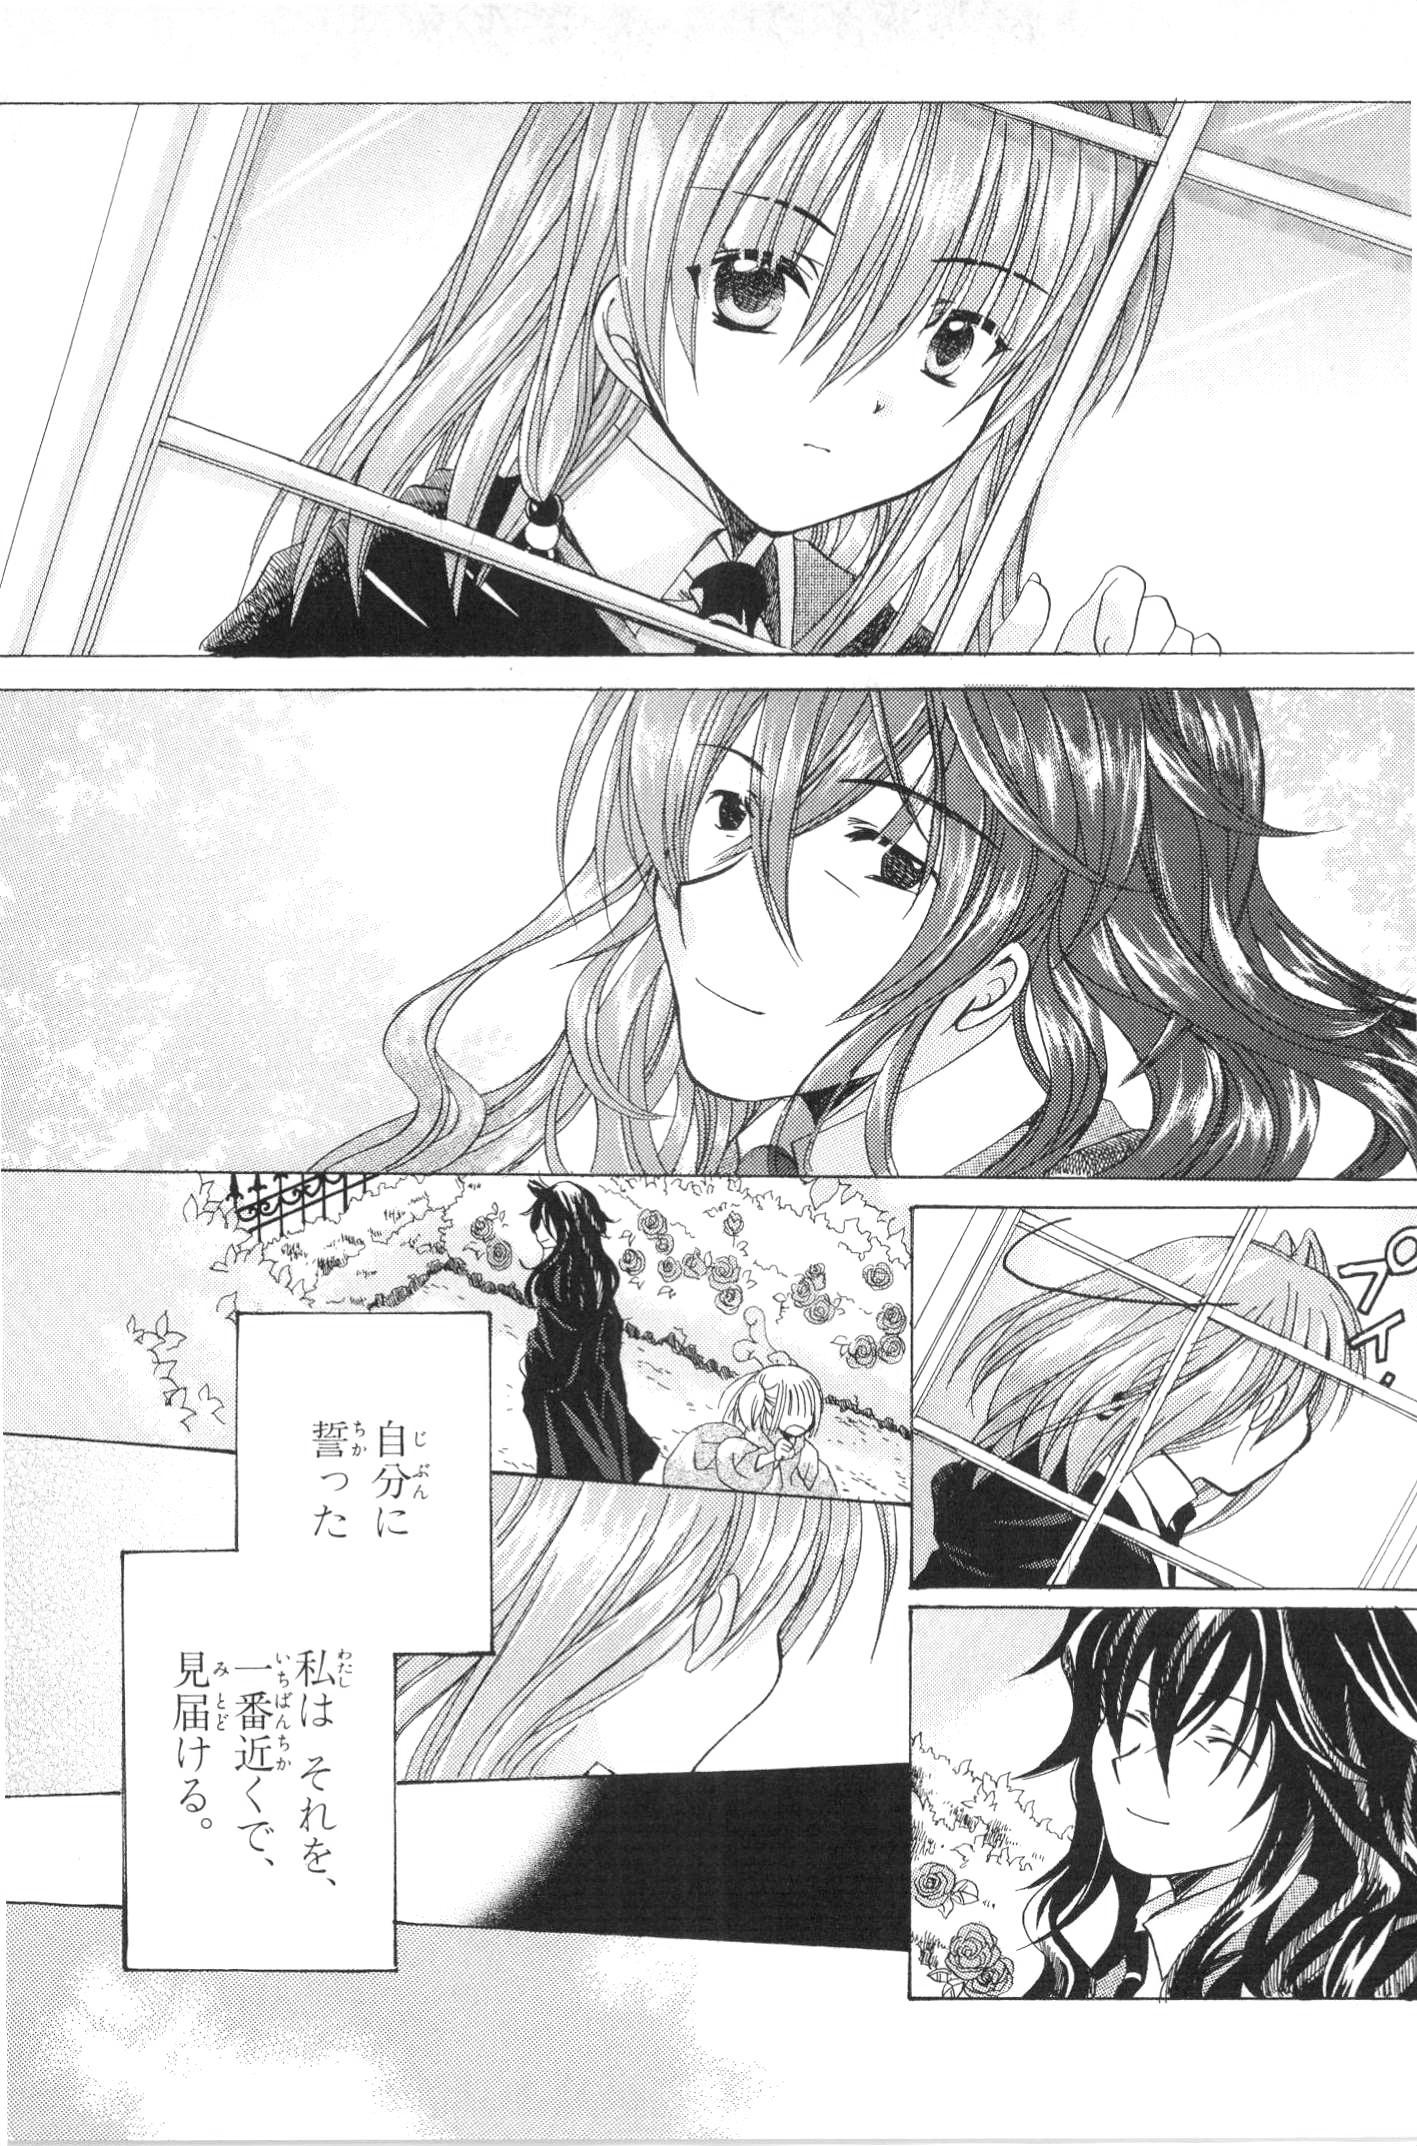 プイ
自分に
誓った
私は それを、
一番近くで、
見届ける。